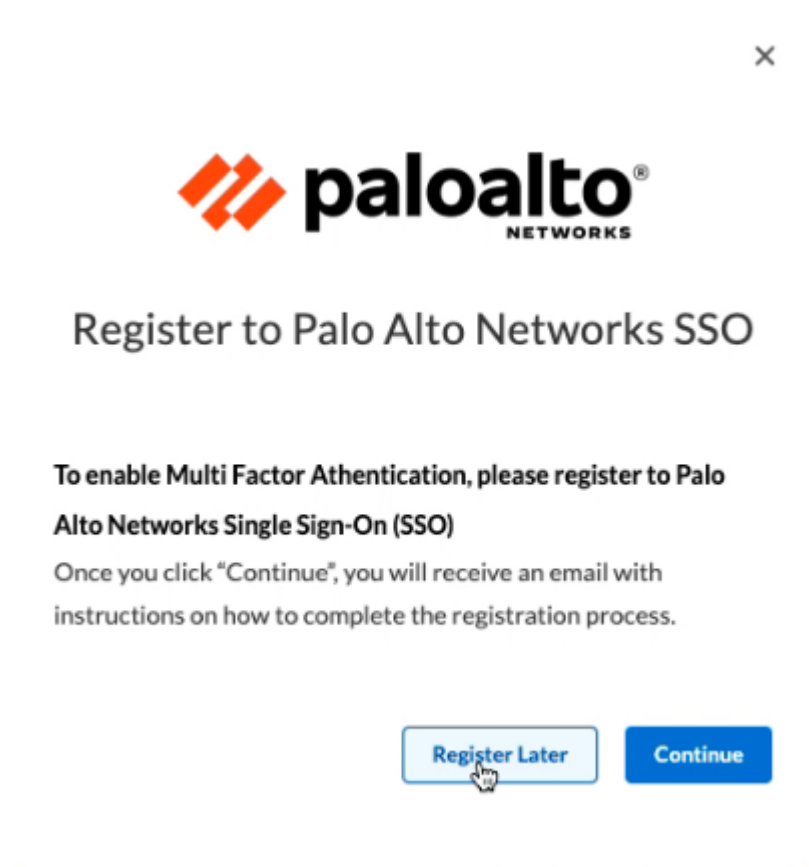 paloalto®
NETWORKS
Register to Palo Alto Networks SSO
To enable Multi Factor Athentication, please register to Palo
Alto Networks Single Sign-On (SSO)
Once you click “Continue”, you will receive an email with
instructions on how to complete the registration process.
Register Later
Continue